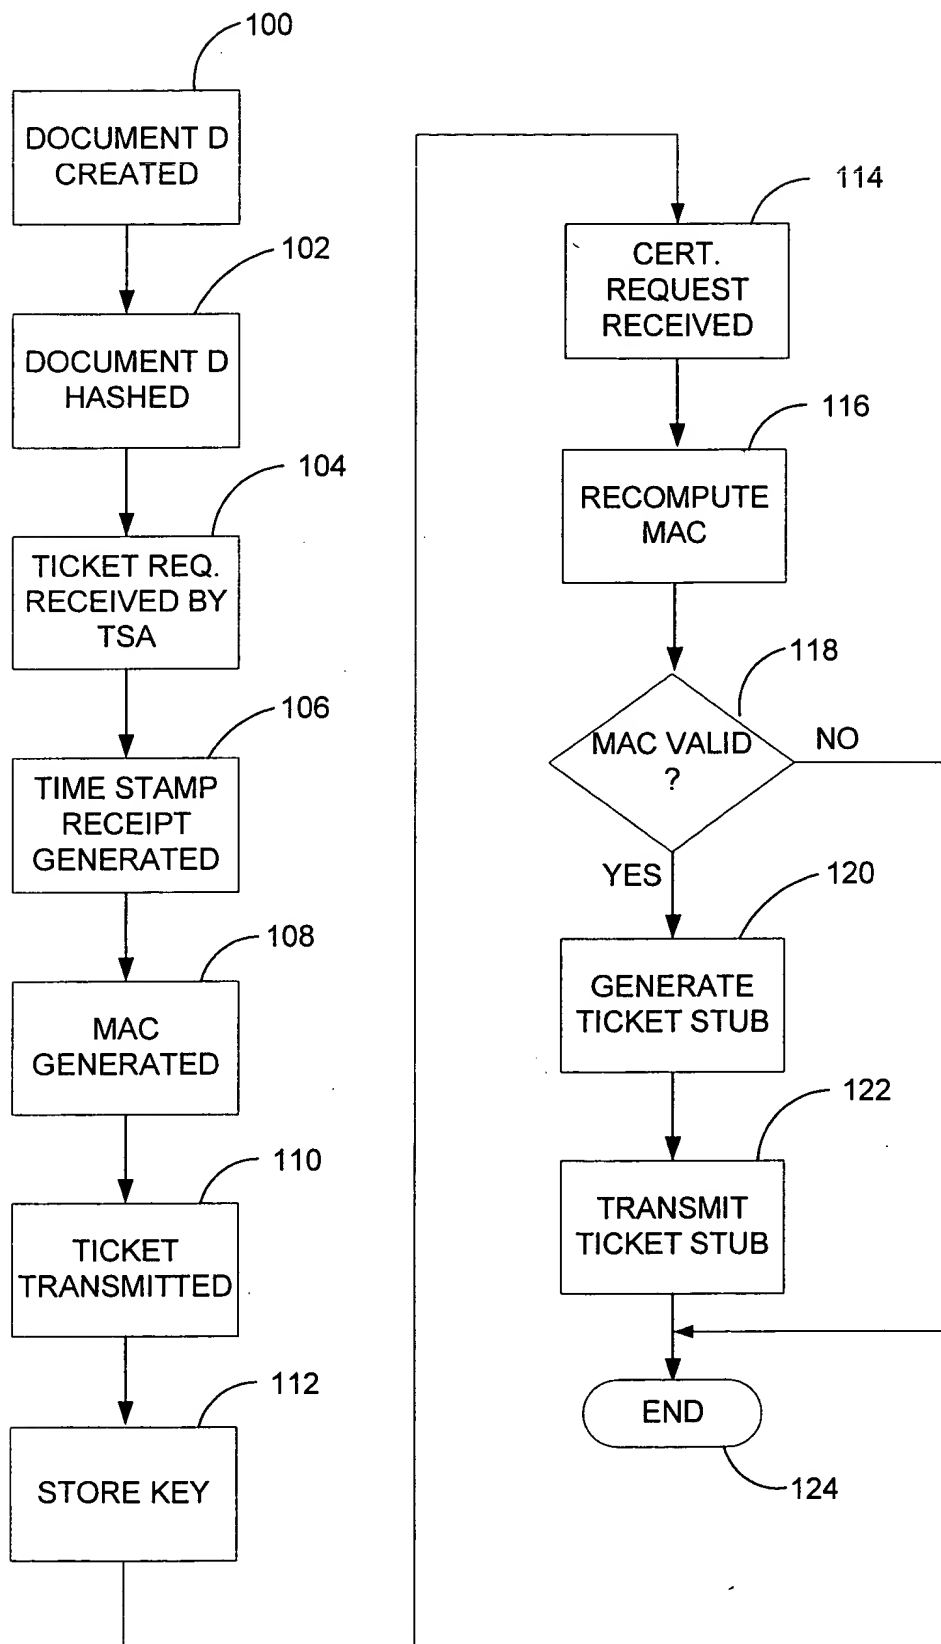 100
DOCUMENT D
CREATED
102
DOCUMENT D
HASHED
104
TICKET REQ.
RECEIVED BY
TSA
106
TIME STAMP
RECEIPT
GENERATED
108
MAC
GENERATED
110
TICKET
TRANSMITTED
112
STORE KEY
114
CERT.
REQUEST
RECEIVED
116
RECOMPUTE
MAC
118
MAC VALID
?
NO
YES
120
GENERATE
TICKET STUB
122
TRANSMIT
TICKET STUB
END
124